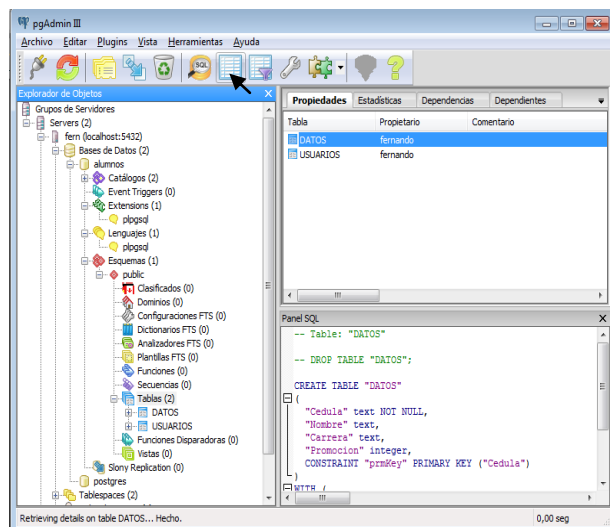 pgAdmin III
Archivo Editar Plugins Vista Herramientas Ayuda
SQL
Explorador de Objetos
Grupos de Servidores
Servers (2)
fern (localhost:5432)
Bases de Datos (2)
alumnos
Catálogos (2)
Event Triggers (0)
Extensions (1)
plpgsql
Lenguajes (1)
plpgsql
Esquemas (1)
public
Clasificados (0)
Dominios (0)
Configuraciones FTS (0)
Dictionarios FTS (0)
Analizadores FTS (0)
Plantillas FTS (0)
Funciones (0)
Secuencias (0)
Tablas (2)
DATOS
USUARIOS
Funciones Disparadoras (0)
Vistas (0)
Slony Replication (0)
postgres
Tablespaces (2)
Propiedades Estadísticas Dependencias Dependientes
Tabla Propietario Comentario
DATOS fernando
USUARIOS fernando
Panel SQL
-- Table: "DATOS"
-- DROP TABLE "DATOS";
CREATE TABLE "DATOS"
(
"Cedula" text NOT NULL,
"Nombre" text,
"Carrera" text,
"Promocion" integer,
CONSTRAINT "prmKey" PRIMARY KEY ("Cedula")
)
WITH (
Retrieving details on table DATOS... Hecho. 0,00 seg